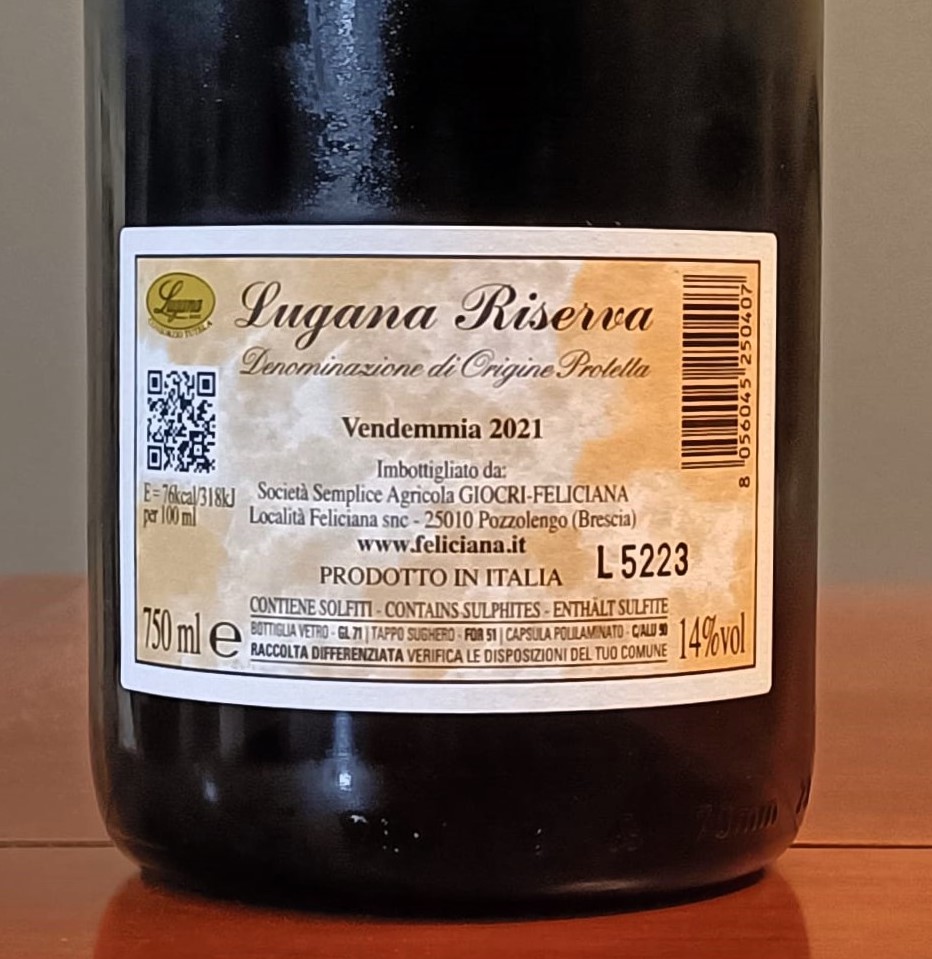 Lugana
CONSORZIO TUTELA
Lugana Riserva
Denominazione di Origine Protetta
Vendemmia 2021
Imbottigliato da:
Società Semplice Agricola GIOCRI-FELICIANA
Località Feliciana snc - 25010 Pozzolengo (Brescia)
www.feliciana.it
PRODOTTO IN ITALIA
L 5223
E = 76kcal/318kJ
per 100 ml
CONTIENE SOLFITI - CONTAINS SULPHITES - ENTHÄLT SULFITE
BOTTIGLIA VETRO - GL 71 | TAPPO SUGHERO - FOR 51 | CAPSULA POLILAMINATO - C/ALU 90
RACCOLTA DIFFERENZIATA VERIFICA LE DISPOSIZIONI DEL TUO COMUNE
750 ml e
14%vol
8 056045 250407